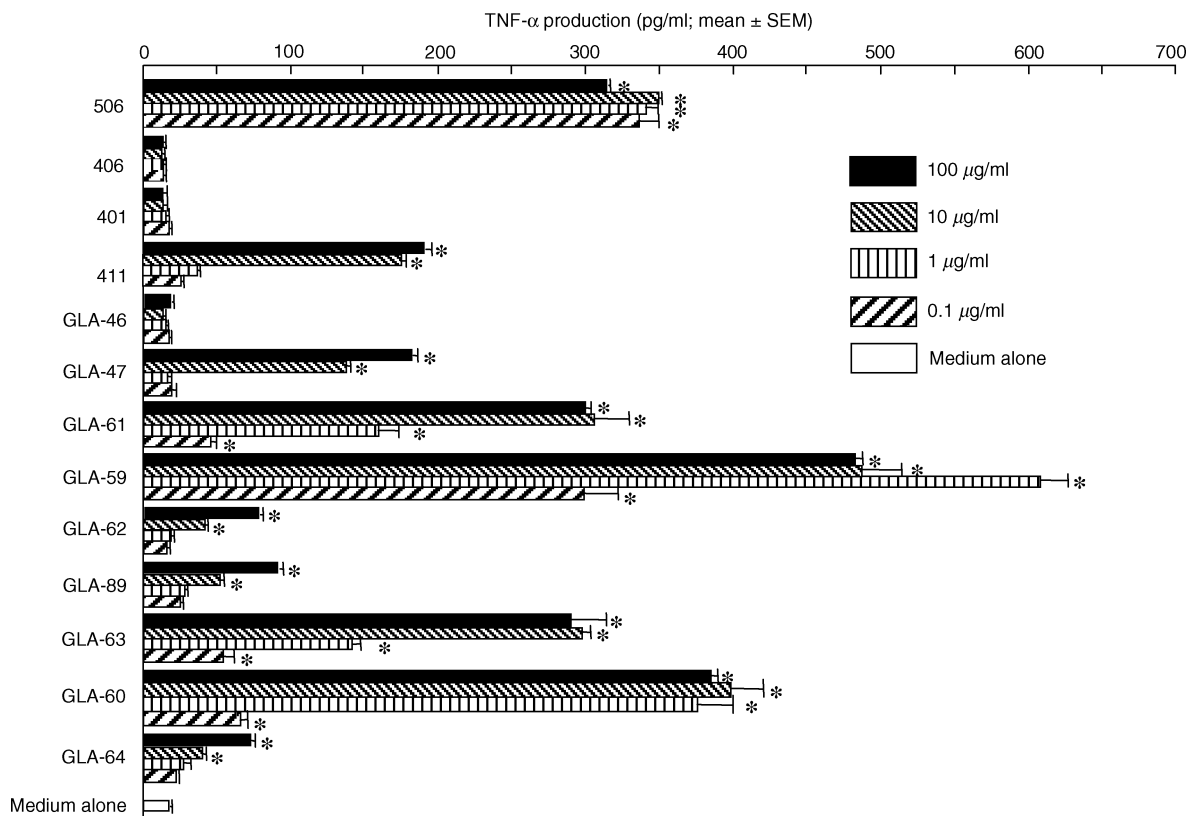 TNF-α production (pg/ml; mean ± SEM)
0 100 200 300 400 500 600 700
506
406
401
411
GLA-46
GLA-47
GLA-61
GLA-59
GLA-62
GLA-89
GLA-63
GLA-60
GLA-64
Medium alone
100 μg/ml
10 μg/ml
1 μg/ml
0.1 μg/ml
Medium alone